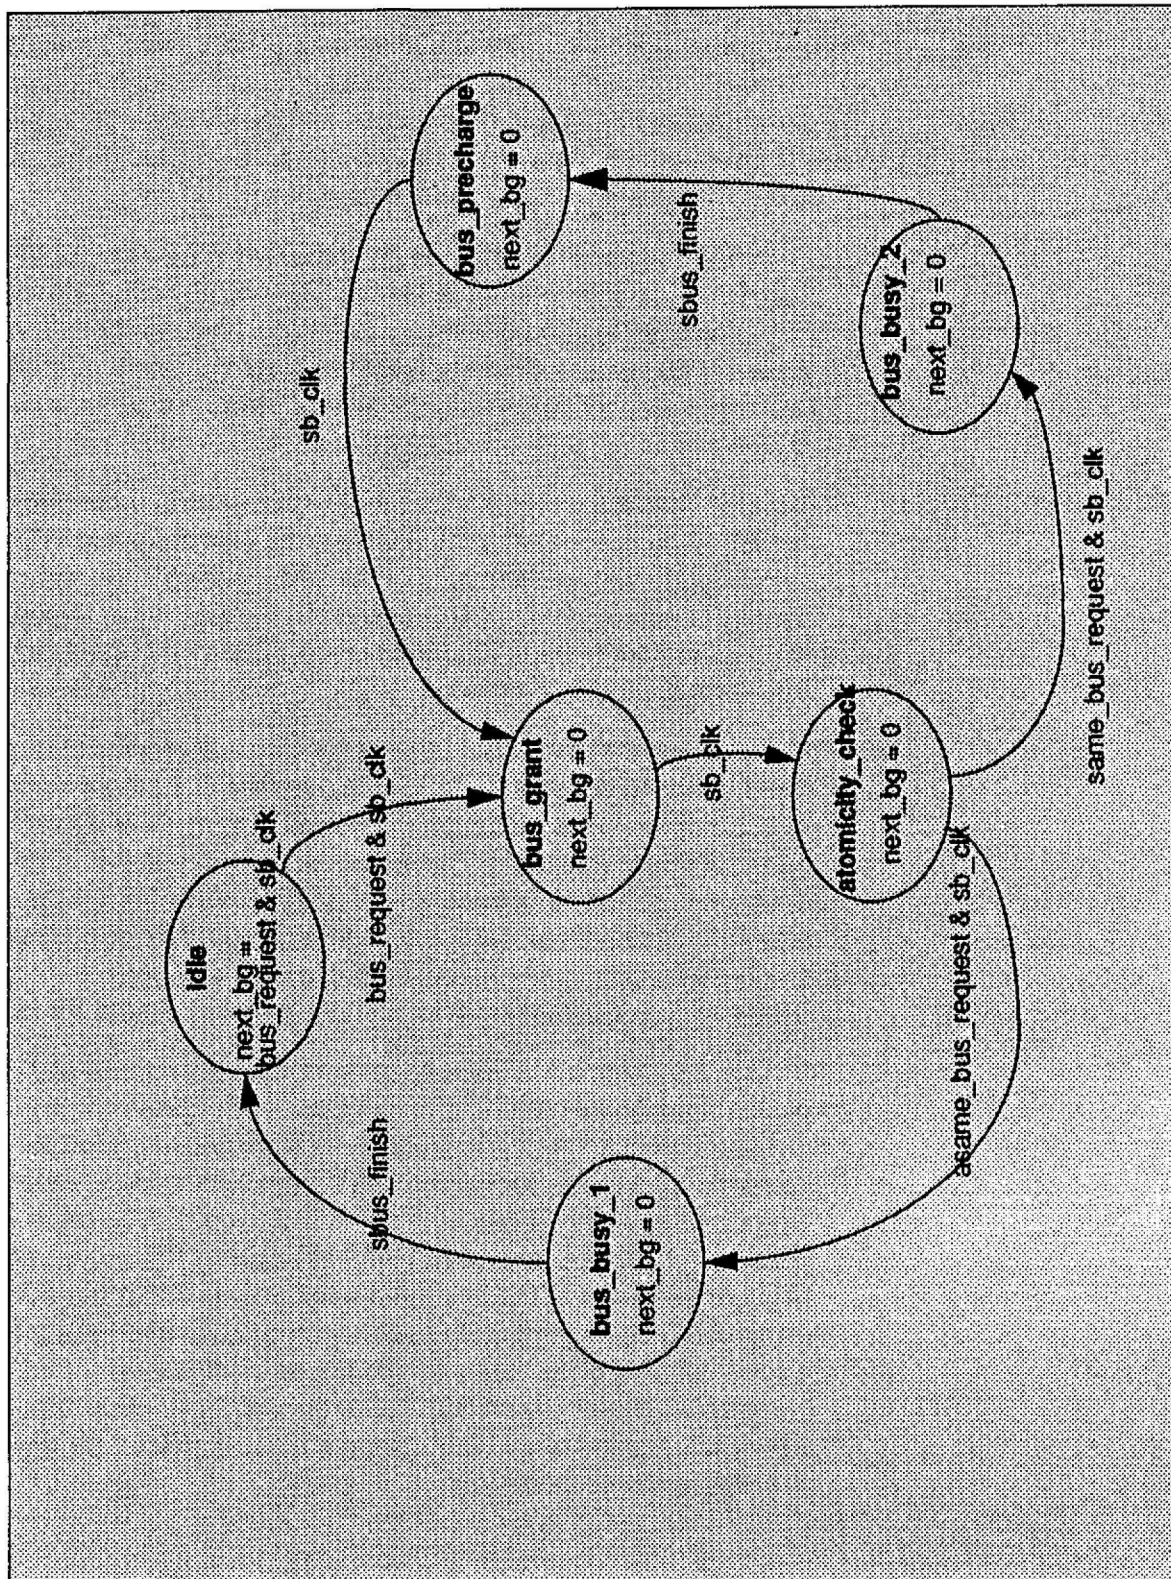 Idle
next_bg =
bus_request & sb_clk
sbus_finish
bus_request & sb_clk
sb_clk
bus_precharge
next_bg = 0
bus_busy_1
next_bg = 0
bus_grant
next_bg = 0
sbus_finish
sb_clk
atomicity_check
next_bg = 0
bus_busy_2
next_bg = 0
asame_bus_request & sb_clk
same_bus_request & sb_clk